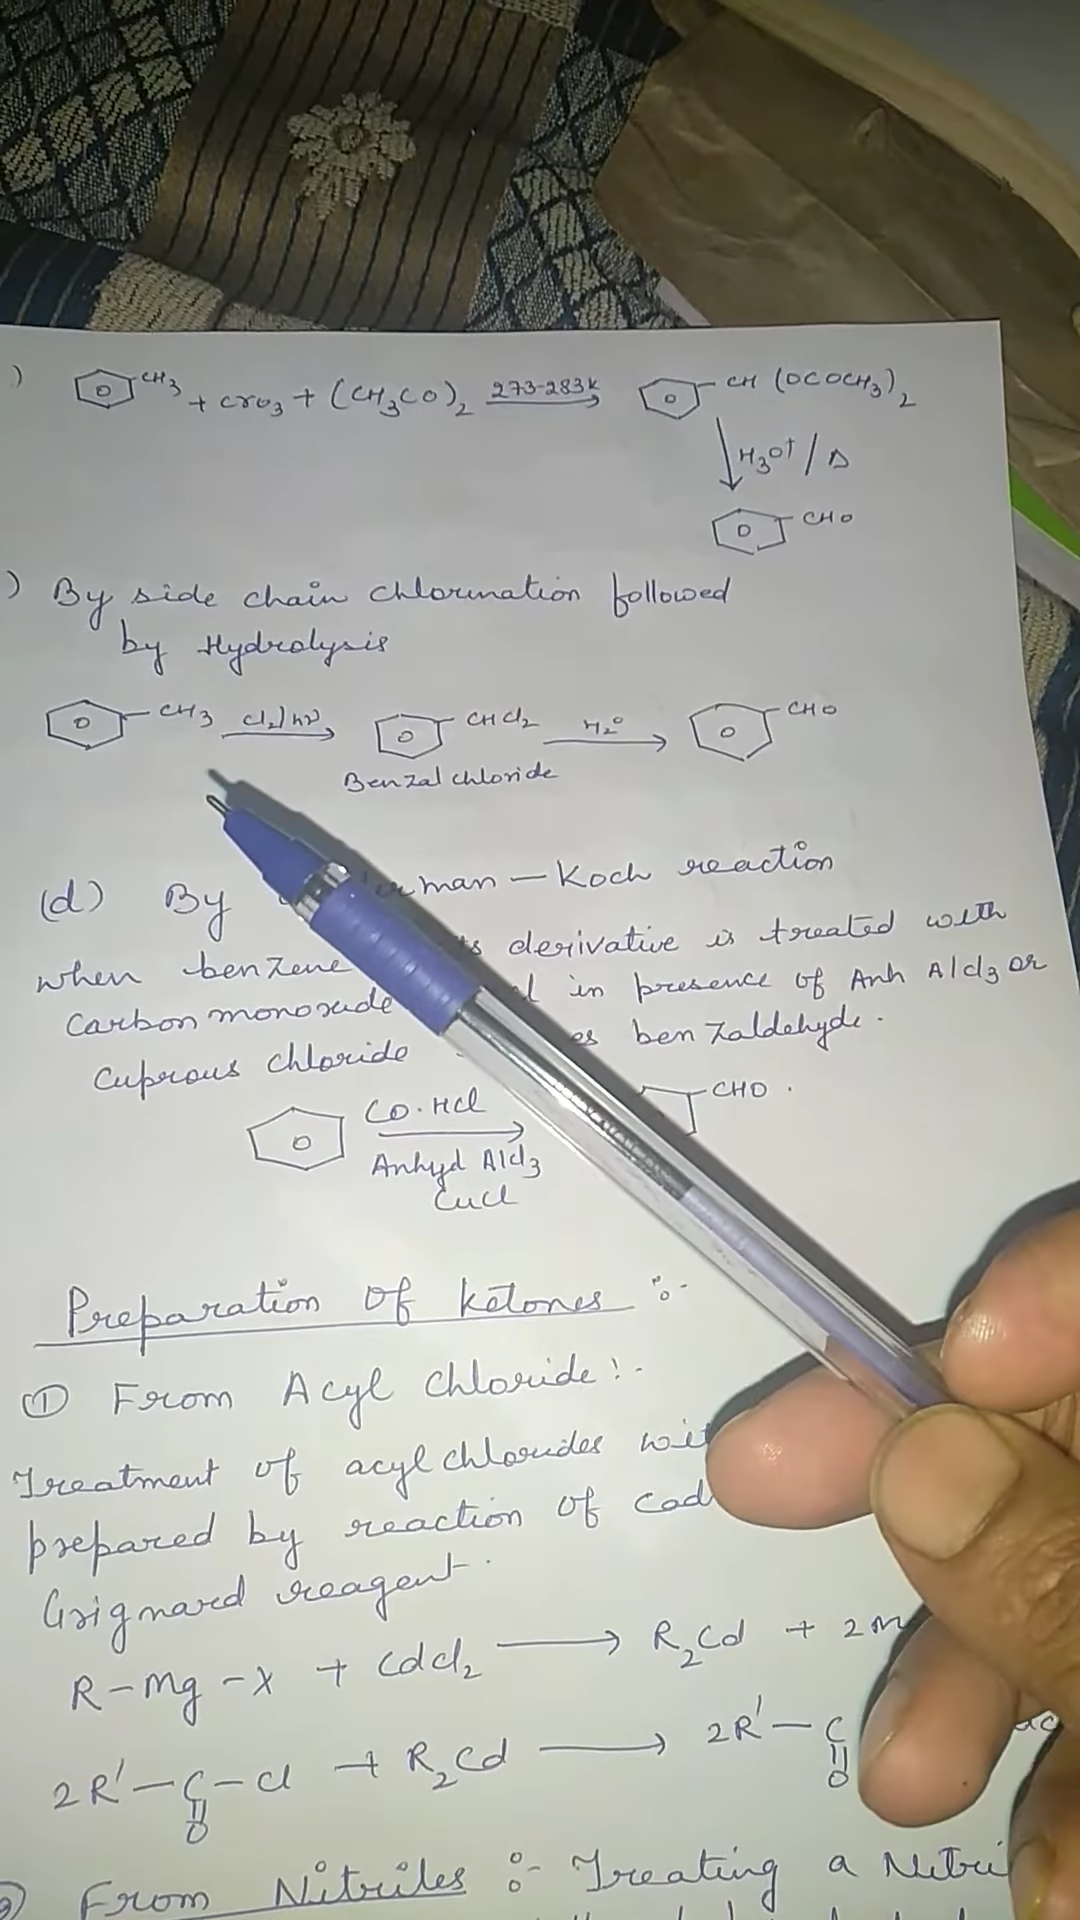 ) CH3 + CrO3 + (CH3CO)2 273-283K → CH (OCOCH3)2
H3O+ / Δ
CHO
) By side chain chlorination followed
by Hydrolysis
CH3 Cl2/hν → CHCl2 H2O → CHO
Benzal chloride
(d) By man - Koch reaction
when benzene derivative is treated with
Carbon monoxide in presence of Anh AlCl3 or
Cuprous chloride benzaldehyde.
CO.HCl → CHO .
Anhyd AlCl3
CuCl
Preparation of ketones :-
① From Acyl chloride :-
Treatment of acyl chlorides
prepared by reaction of
Grignard reagent.
R-Mg-X + CdCl2 → R2Cd + 2
2R'-C-Cl + R2Cd → 2R'-C
O O
From Nitriles :- Treating a